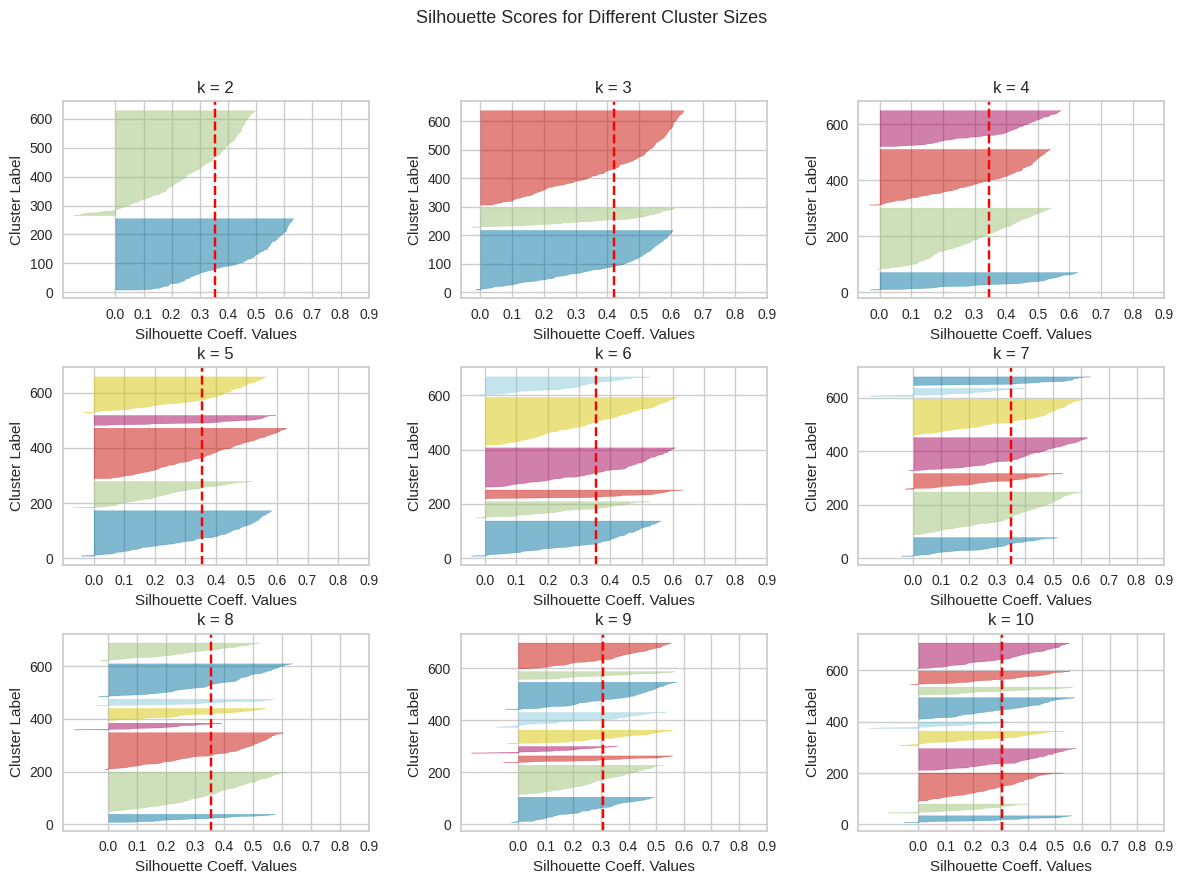 Silhouette Scores for Different Cluster Sizes
k = 2
k = 3
k = 4
Cluster Label
600
500
400
300
200
100
0
0.0 0.1 0.2 0.3 0.4 0.5 0.6 0.7 0.8 0.9
Silhouette Coeff. Values
Cluster Label
600
500
400
300
200
100
0
0.0 0.1 0.2 0.3 0.4 0.5 0.6 0.7 0.8 0.9
Silhouette Coeff. Values
Cluster Label
600
400
200
0
0.0 0.1 0.2 0.3 0.4 0.5 0.6 0.7 0.8 0.9
Silhouette Coeff. Values
k = 5
k = 6
k = 7
Cluster Label
600
400
200
0
0.0 0.1 0.2 0.3 0.4 0.5 0.6 0.7 0.8 0.9
Silhouette Coeff. Values
Cluster Label
600
400
200
0
0.0 0.1 0.2 0.3 0.4 0.5 0.6 0.7 0.8 0.9
Silhouette Coeff. Values
Cluster Label
600
400
200
0
0.0 0.1 0.2 0.3 0.4 0.5 0.6 0.7 0.8 0.9
Silhouette Coeff. Values
k = 8
k = 9
k = 10
Cluster Label
600
400
200
0
0.0 0.1 0.2 0.3 0.4 0.5 0.6 0.7 0.8 0.9
Silhouette Coeff. Values
Cluster Label
600
400
200
0
0.0 0.1 0.2 0.3 0.4 0.5 0.6 0.7 0.8 0.9
Silhouette Coeff. Values
Cluster Label
600
400
200
0
0.0 0.1 0.2 0.3 0.4 0.5 0.6 0.7 0.8 0.9
Silhouette Coeff. Values